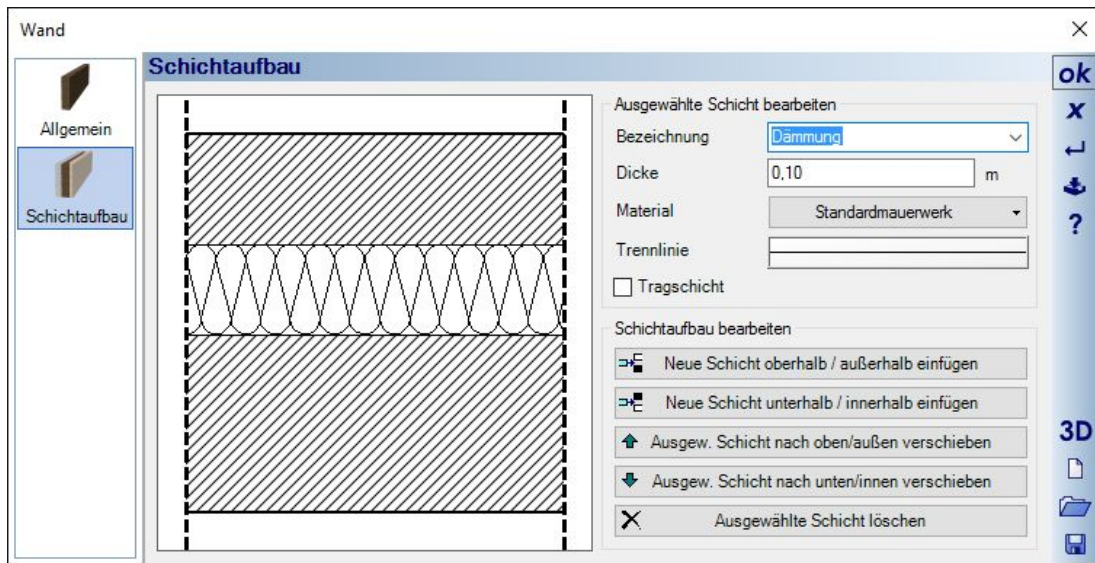 Wand
Allgemein
Schichtaufbau
Schichtaufbau
Ausgewählte Schicht bearbeiten
Bezeichnung Dämmung
Dicke 0,10 m
Material Standardmauerwerk
Trennlinie
Tragschicht
Schichtaufbau bearbeiten
Neue Schicht oberhalb / außerhalb einfügen
Neue Schicht unterhalb / innerhalb einfügen
Ausgew. Schicht nach oben/außen verschieben
Ausgew. Schicht nach unten/innen verschieben
Ausgewählte Schicht löschen
ok
x
?
3D